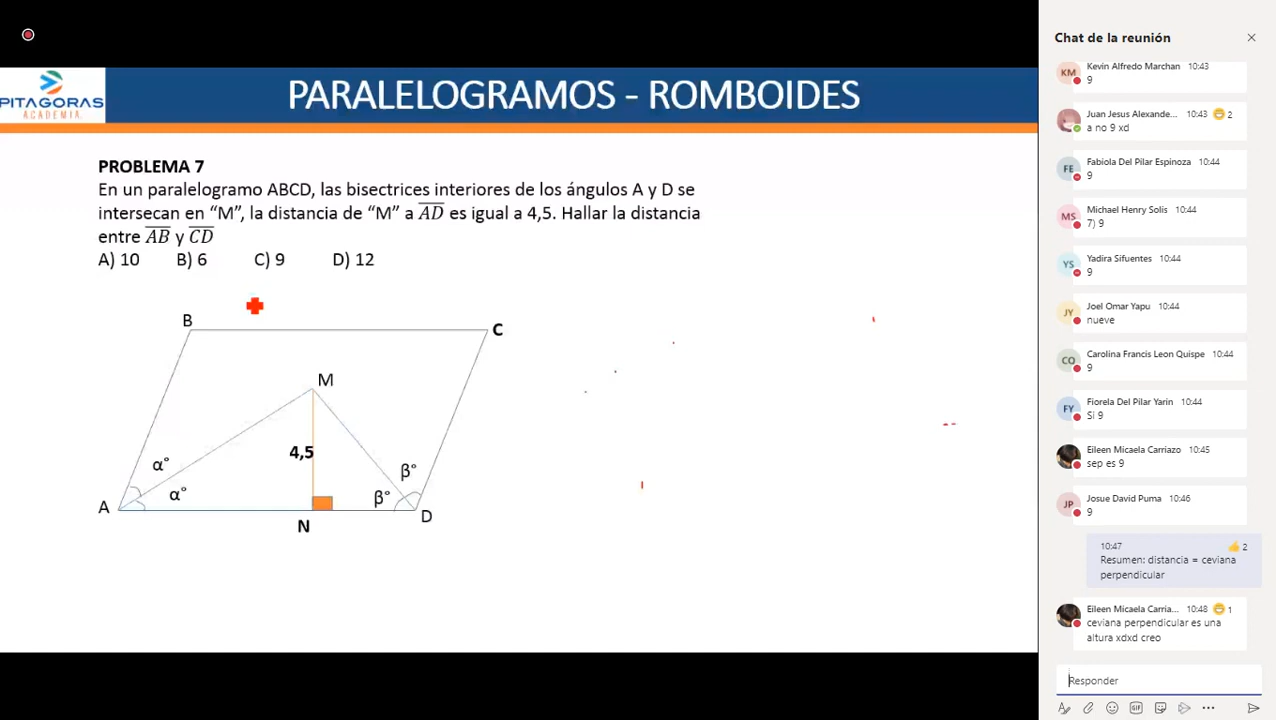 PITAGORAS
ACADEMIA
PARALELOGRAMOS - ROMBOIDES
PROBLEMA 7
En un paralelogramo ABCD, las bisectrices interiores de los ángulos A y D se
intersecan en “M”, la distancia de “M” a AD es igual a 4,5. Hallar la distancia
entre AB y CD
A) 10 B) 6 C) 9 D) 12
B
C
M
4,5
α°
α°
β°
β°
A
N
D
Chat de la reunión
KM
Kevin Alfredo Marchan 10:43
9
Juan Jesus Alexande... 10:43 2
a no 9 xd
FE
Fabiola Del Pilar Espinoza 10:44
9
MS
Michael Henry Solis 10:44
7) 9
YS
Yadira Sifuentes 10:44
9
JY
Joel Omar Yapu 10:44
nueve
CO
Carolina Francis Leon Quispe 10:44
9
FY
Fiorela Del Pilar Yarin 10:44
Sí 9
Eileen Micaela Carriazo 10:45
sep es 9
JP
Josue David Puma 10:46
9
10:47 2
Resumen: distancia = ceviana
perpendicular
Eileen Micaela Carria... 10:48 1
ceviana perpendicular es una
altura xdxd creo
Responder
GIF